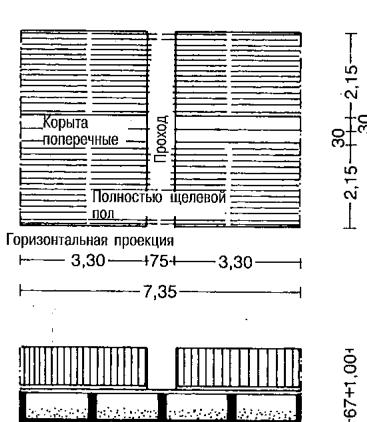 Корыта
поперечные
Проход
Полностью щелевой
пол
2,15
30
30
2,15
Горизонтальная проекция
3,30 75 3,30
7,35
67 1,00